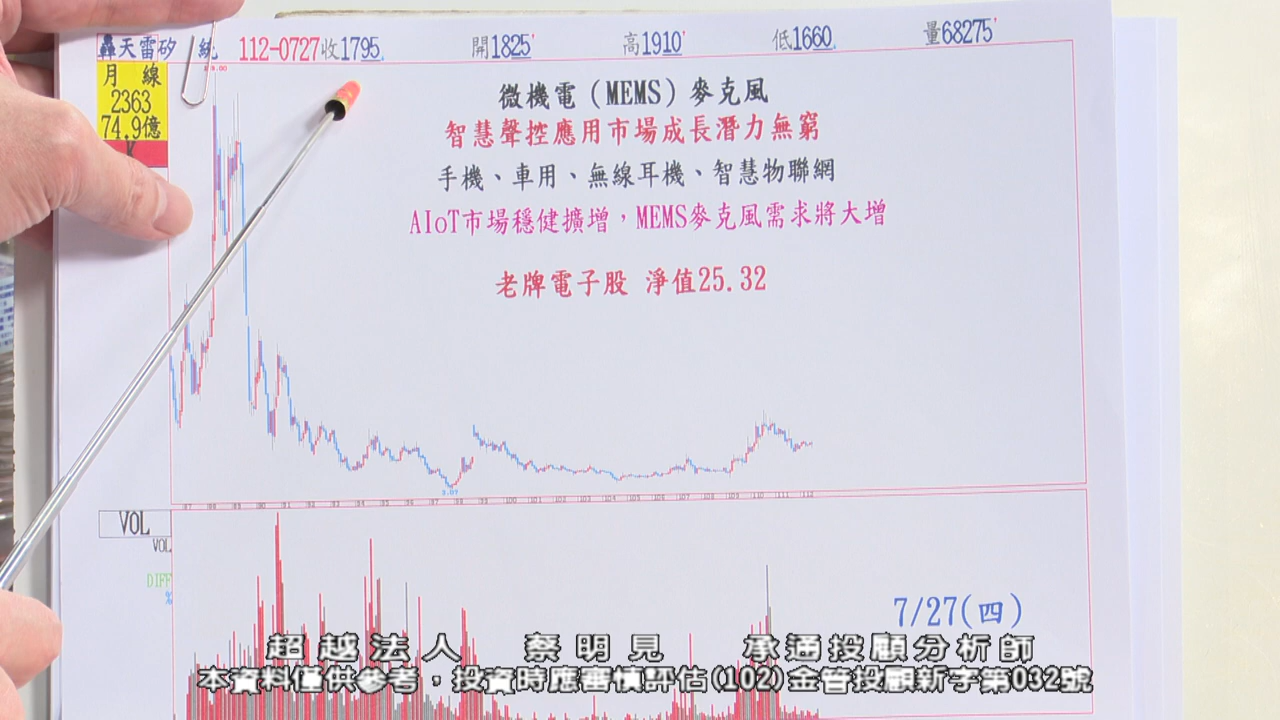 轟天雷矽 統 112-0727收1795 開1825 高1910 低1660 量68275
月 線
2363
74.9億
K
微機電(MEMS)麥克風
智慧聲控應用市場成長潛力無窮
手機、車用、無線耳機、智慧物聯網
AIoT市場穩健擴增，MEMS麥克風需求將大增
老牌電子股 淨值25.32
VOL
VOL
DIFF
7/27(四)
超越法人 蔡明見 承通投顧分析師
本資料僅供參考，投資時應審慎評估(102)金管投顧新字第032號